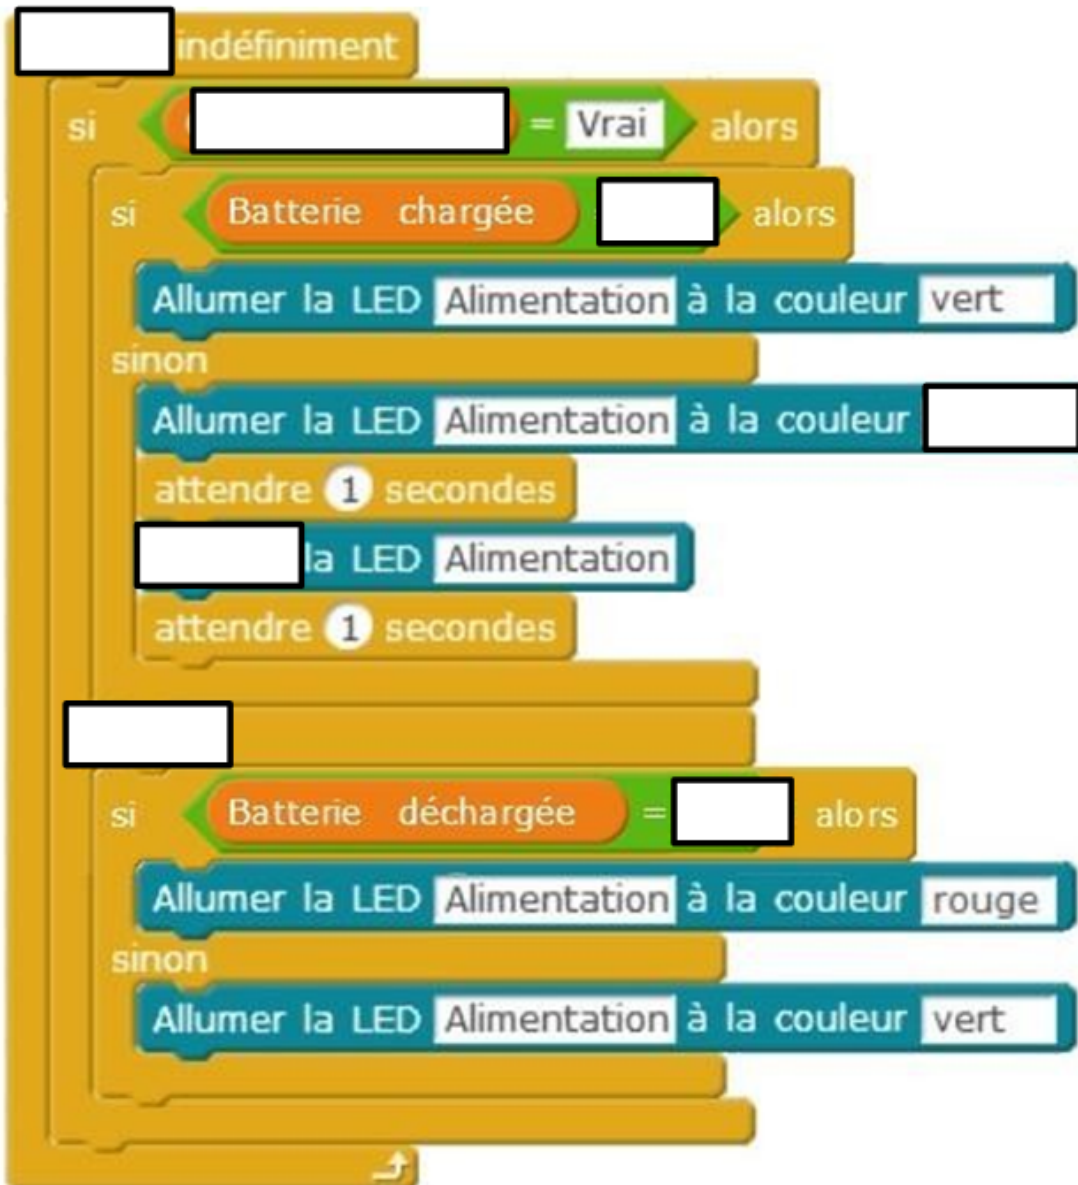 indéfiniment
si = Vrai alors
si Batterie chargée alors
Allumer la LED Alimentation à la couleur vert
sinon
Allumer la LED Alimentation à la couleur
attendre 1 secondes
la LED Alimentation
attendre 1 secondes
si Batterie déchargée = alors
Allumer la LED Alimentation à la couleur rouge
sinon
Allumer la LED Alimentation à la couleur vert